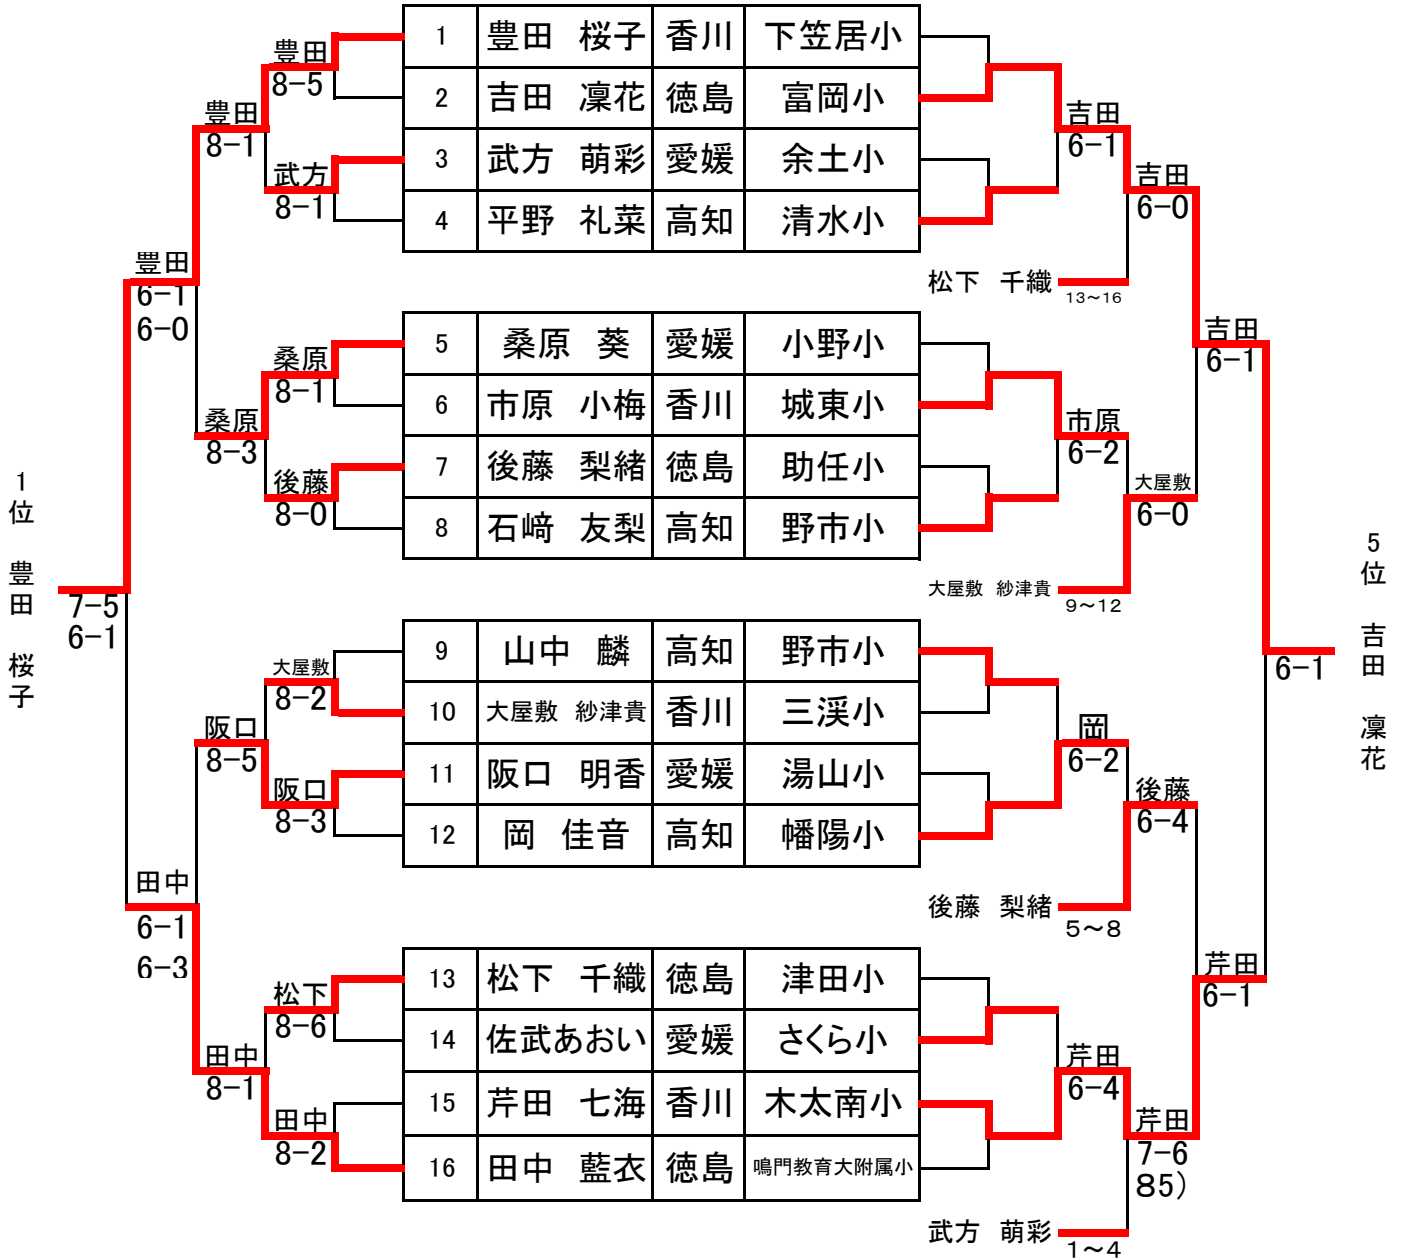 1 豊田 桜子 香川 下笠居小
2 吉田 凜花 徳島 富岡小
3 武方 萌彩 愛媛 余土小
4 平野 礼菜 高知 清水小
5 桑原 葵 愛媛 小野小
6 市原 小梅 香川 城東小
7 後藤 梨緒 徳島 助任小
8 石﨑 友梨 高知 野市小
9 山中 麟 高知 野市小
10 大屋敷 紗津貴 香川 三渓小
11 阪口 明香 愛媛 湯山小
12 岡 佳音 高知 幡陽小
13 松下 千織 徳島 津田小
14 佐武あおい 愛媛 さくら小
15 芹田 七海 香川 木太南小
16 田中 藍衣 徳島 鳴門教育大附属小
豊田
8-5
武方
8-1
桑原
8-1
後藤
8-0
大屋敷
8-2
阪口
8-3
松下
8-6
田中
8-2
豊田
8-1
桑原
8-3
阪口
8-5
田中
8-1
豊田
6-1
6-0
田中
6-1
6-3
7-5
6-1
1位 豊田 桜子
吉田
6-1
市原
6-2
岡
6-2
芹田
6-4
松下 千織
13~16
大屋敷 紗津貴
9~12
後藤 梨緒
5~8
武方 萌彩
1~4
吉田
6-0
大屋敷
6-0
後藤
6-4
芹田
7-6
85)
吉田
6-1
芹田
6-1
6-1
5位 吉田 凜花